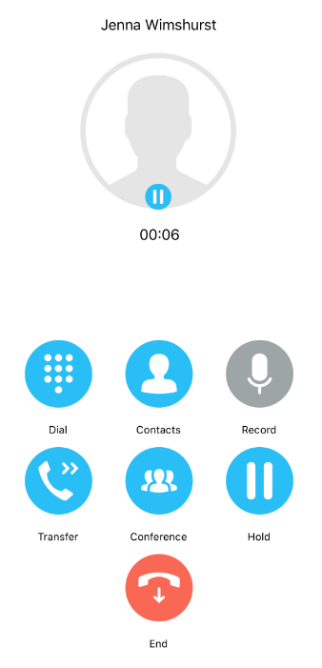 Jenna Wimshurst
00:06
Dial
Contacts
Record
Transfer
Conference
Hold
End